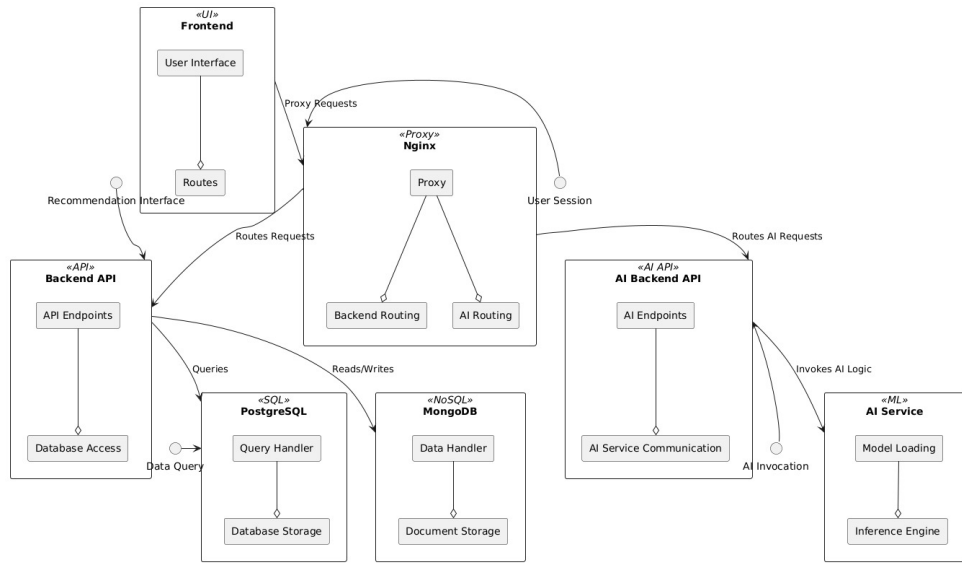 «UI»
Frontend
User Interface
Routes
Proxy Requests
«Proxy»
Nginx
Proxy
Backend Routing
AI Routing
User Session
Recommendation Interface
Routes Requests
Routes AI Requests
«API»
Backend API
API Endpoints
Database Access
«AI API»
AI Backend API
AI Endpoints
AI Service Communication
Queries
Reads/Writes
Invokes AI Logic
«SQL»
PostgreSQL
Query Handler
Database Storage
Data Query
«NoSQL»
MongoDB
Data Handler
Document Storage
AI Invocation
«ML»
AI Service
Model Loading
Inference Engine